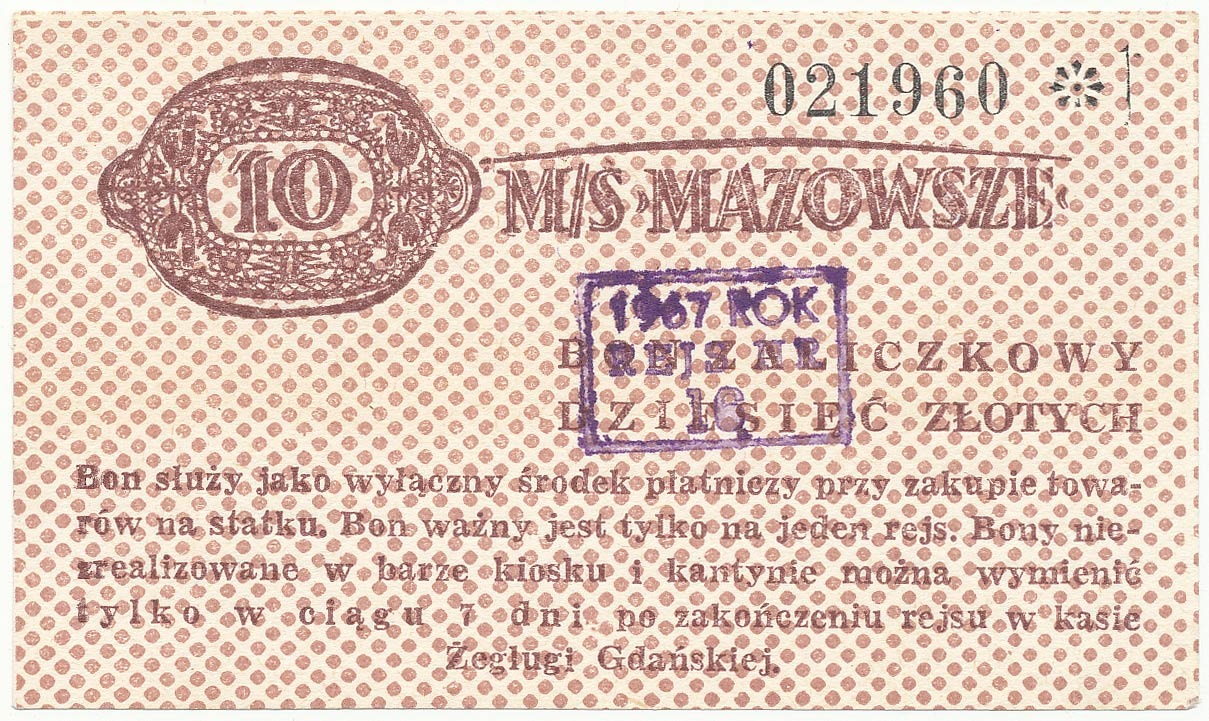 021960
10
M/S ›MAZOWSZE‹
1967 ROK
REJS NR
16
BON ZALICZKOWY
DZIESIĘĆ ZŁOTYCH
Bon służy jako wyłączny środek płatniczy przy zakupie towa-
rów na statku. Bon ważny jest tylko na jeden rejs. Bony nie-
zrealizowane w barze kiosku i kantynie można wymienić
tylko w ciągu 7 dni po zakończeniu rejsu w kasie
Żeglugi Gdańskiej.